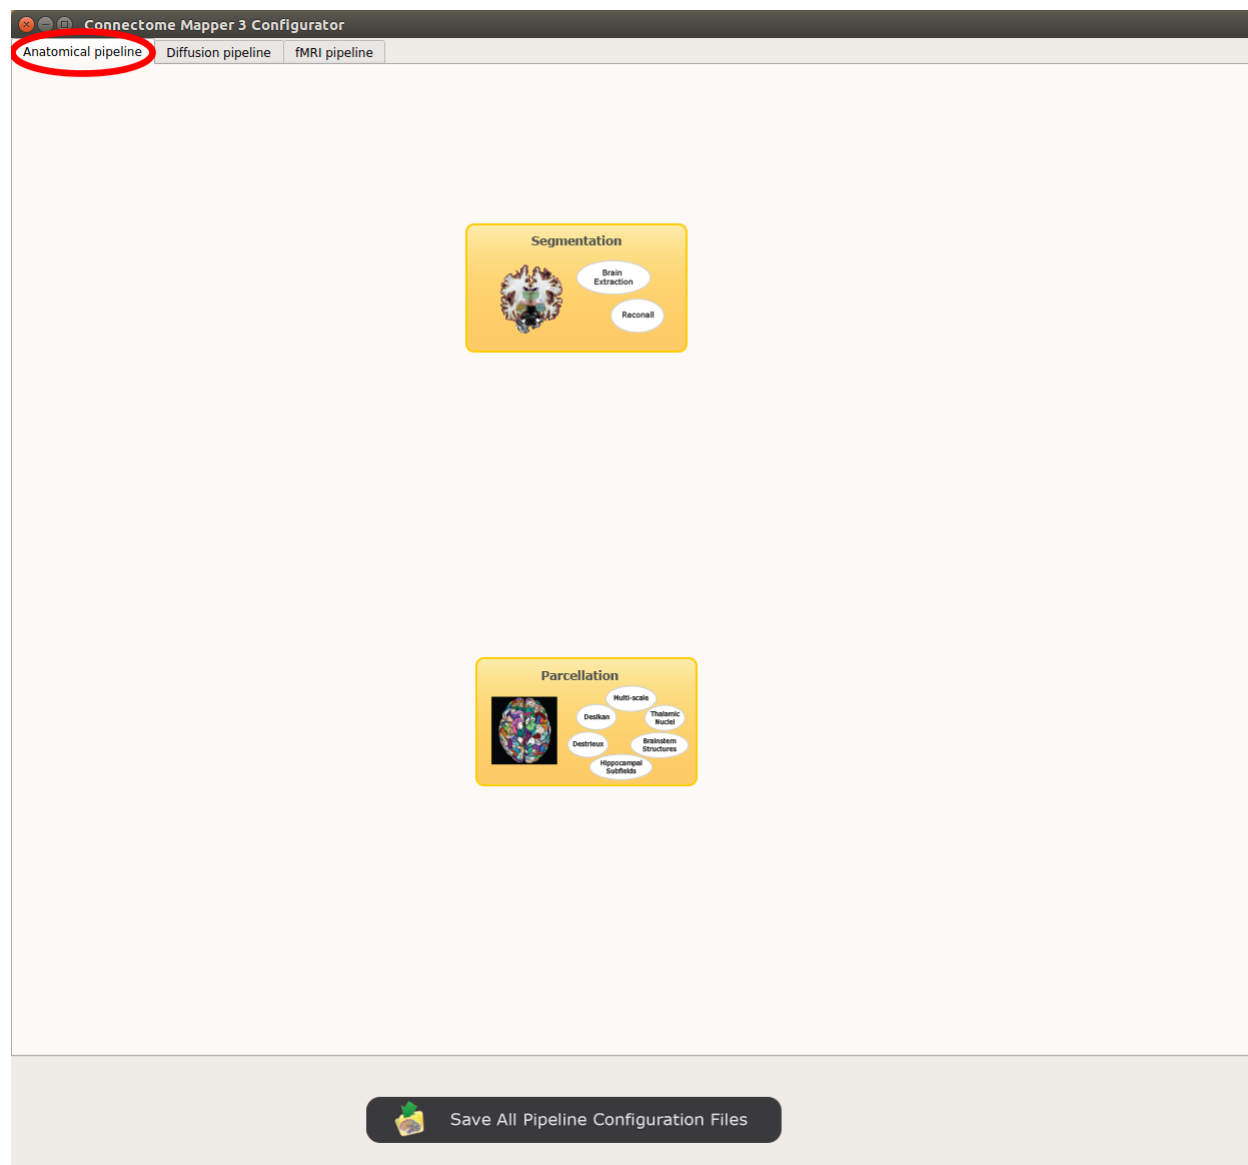 Connectome Mapper 3 Configurator
Anatomical pipeline Diffusion pipeline fMRI pipeline
Segmentation
Brain
Extraction
Reconall
Parcellation
Multi-scale
Desikan
Thalamic
Nuclei
Destrieux
Brainstem
Structures
Hippocampal
Subfields
Save All Pipeline Configuration Files